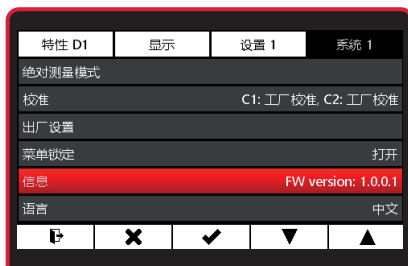 特性 D1 显示 设置 1 系统 1
绝对测量模式
校准 C1: 工厂校准, C2: 工厂校准
出厂设置
菜单锁定 打开
信息 FW version: 1.0.0.1
语言 中文